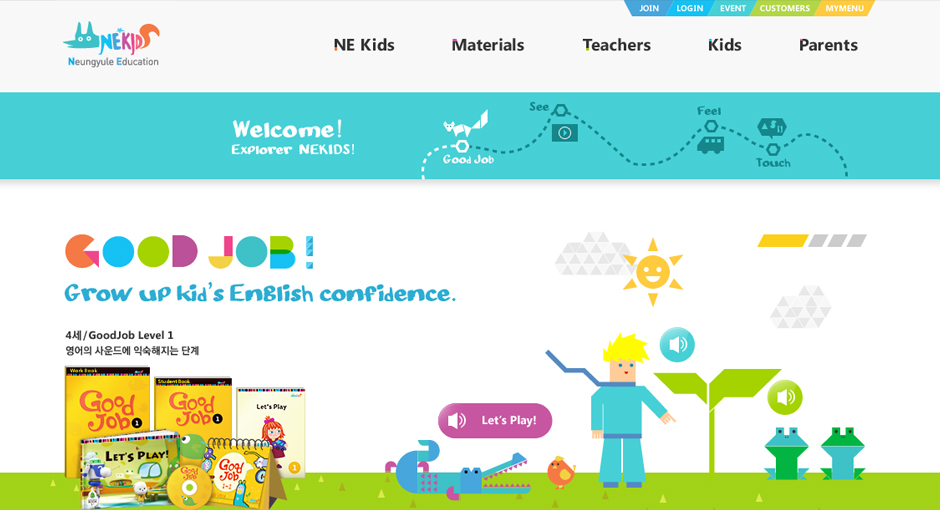 JOIN LOGIN EVENT CUSTOMERS MYMENU
NEKIDS
Neungyule Education
NE Kids Materials Teachers Kids Parents
Welcome!
Explorer NEKIDS!
Good Job
See
Feel
Touch
GOOD JOB!
Grow up kid's EnBlish confidence.
4세/GoodJob Level 1
영어의 사운드에 익숙해지는 단계
Work Book
GOOD JOB 1
Student Book
GOOD JOB 1
Let's Play
1
LET'S PLAY!
GOOD JOB
GOOD JOB
Let's Play!